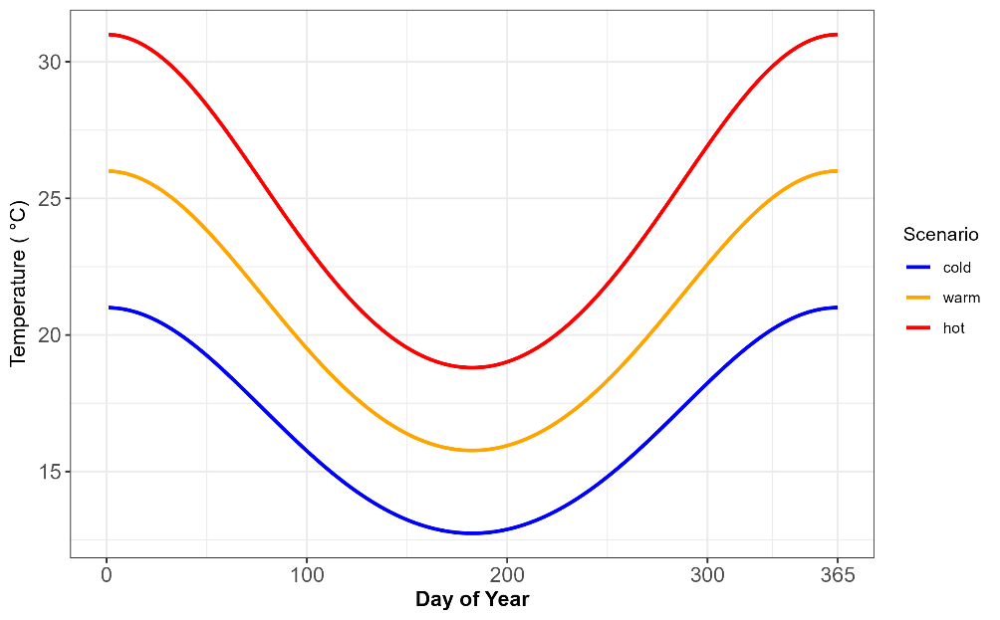 30
25
20
15
Temperature ( °C)
0 100 200 300 365
Day of Year
Scenario
cold
warm
hot